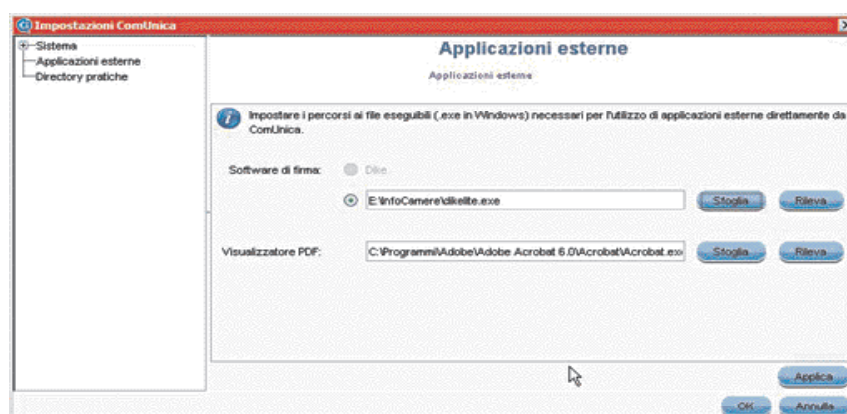 Impostazioni ComUnica
Sistema
Applicazioni esterne
Directory pratiche
Applicazioni esterne
Applicazioni esterne
Impostare i percorsi ai file eseguibili (.exe in Windows) necessari per l'utilizzo di applicazioni esterne direttamente da
ComUnica.
Software di firma:
Dike
E:\InfoCamere\dikelite.exe
Sfoglia
Rileva
Visualizzatore PDF:
C:\Programmi\Adobe\Adobe Acrobat 6.0\Acrobat\Acrobat.exe
Sfoglia
Rileva
Applica
OK
Annulla